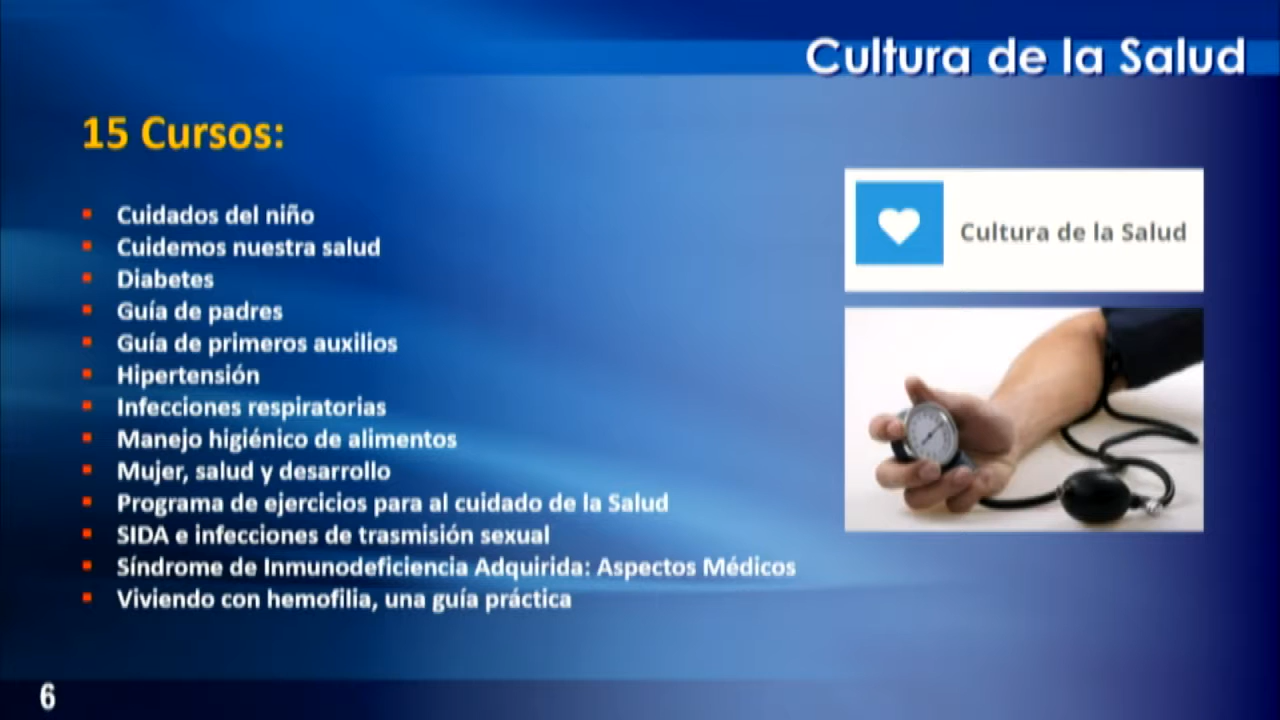 Cultura de la Salud
15 Cursos:
Cuidados del niño
Cuidemos nuestra salud
Diabetes
Guía de padres
Guía de primeros auxilios
Hipertensión
Infecciones respiratorias
Manejo higiénico de alimentos
Mujer, salud y desarrollo
Programa de ejercicios para al cuidado de la Salud
SIDA e infecciones de trasmisión sexual
Síndrome de Inmunodeficiencia Adquirida: Aspectos Médicos
Viviendo con hemofilia, una guía práctica
Cultura de la Salud
6